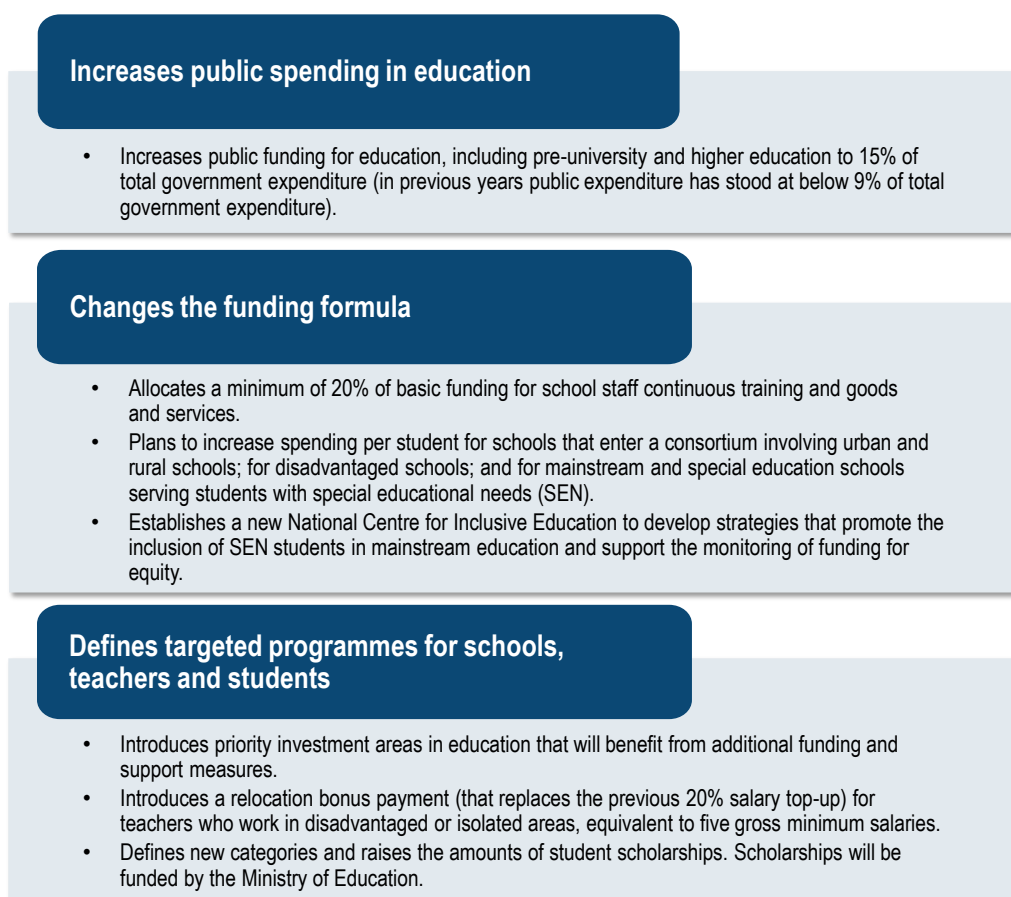 Increases public spending in education
• Increases public funding for education, including pre-university and higher education to 15% of
total government expenditure (in previous years public expenditure has stood at below 9% of total
government expenditure).
Changes the funding formula
• Allocates a minimum of 20% of basic funding for school staff continuous training and goods
and services.
• Plans to increase spending per student for schools that enter a consortium involving urban and
rural schools; for disadvantaged schools; and for mainstream and special education schools
serving students with special educational needs (SEN).
• Establishes a new National Centre for Inclusive Education to develop strategies that promote the
inclusion of SEN students in mainstream education and support the monitoring of funding for
equity.
Defines targeted programmes for schools,
teachers and students
• Introduces priority investment areas in education that will benefit from additional funding and
support measures.
• Introduces a relocation bonus payment (that replaces the previous 20% salary top-up) for
teachers who work in disadvantaged or isolated areas, equivalent to five gross minimum salaries.
• Defines new categories and raises the amounts of student scholarships. Scholarships will be
funded by the Ministry of Education.